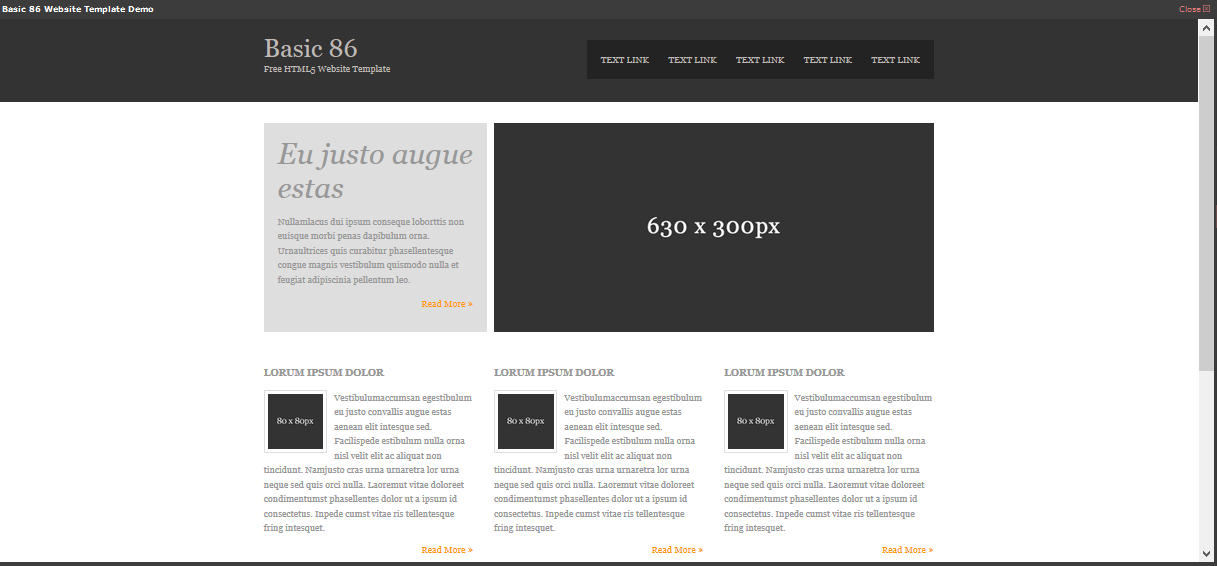 Basic 86 Website Template Demo
Close
Basic 86
Free HTML5 Website Template
TEXT LINK TEXT LINK TEXT LINK TEXT LINK TEXT LINK
Eu justo augue
estas
Nullamlacus dui ipsum conseque loborttis non
euisque morbi penas dapibulum orna.
Urnaultrices quis curabitur phasellentesque
congue magnis vestibulum quismodo nulla et
feugiat adipiscinia pellentum leo.
Read More »
630 x 300px
LORUM IPSUM DOLOR
80 x 80px
Vestibulumaccumsan egestibulum
eu justo convallis augue estas
aenean elit intesque sed.
Facilispede estibulum nulla orna
nisl velit elit ac aliquat non
tincidunt. Namjusto cras urna urnaretra lor urna
neque sed quis orci nulla. Laoremut vitae doloreet
condimentumst phasellentes dolor ut a ipsum id
consectetus. Inpede cumst vitae ris tellentesque
fring intesquet.
Read More »
LORUM IPSUM DOLOR
80 x 80px
Vestibulumaccumsan egestibulum
eu justo convallis augue estas
aenean elit intesque sed.
Facilispede estibulum nulla orna
nisl velit elit ac aliquat non
tincidunt. Namjusto cras urna urnaretra lor urna
neque sed quis orci nulla. Laoremut vitae doloreet
condimentumst phasellentes dolor ut a ipsum id
consectetus. Inpede cumst vitae ris tellentesque
fring intesquet.
Read More »
LORUM IPSUM DOLOR
80 x 80px
Vestibulumaccumsan egestibulum
eu justo convallis augue estas
aenean elit intesque sed.
Facilispede estibulum nulla orna
nisl velit elit ac aliquat non
tincidunt. Namjusto cras urna urnaretra lor urna
neque sed quis orci nulla. Laoremut vitae doloreet
condimentumst phasellentes dolor ut a ipsum id
consectetus. Inpede cumst vitae ris tellentesque
fring intesquet.
Read More »